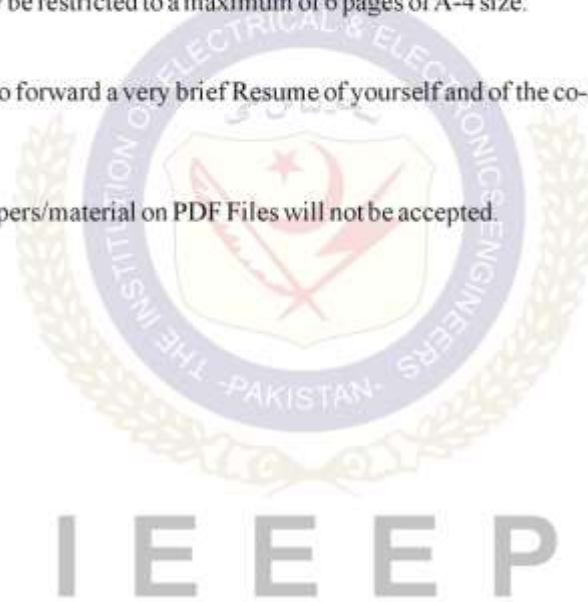 be restricted to a maximum of 6 pages of A-4 size.
o forward a very brief Resume of yourself and of the co-
pers/material on PDF Files will not be accepted.
THE INSTITUTION OF ELECTRICAL & ELECTRONICS ENGINEERS
-PAKISTAN-
I E E E P